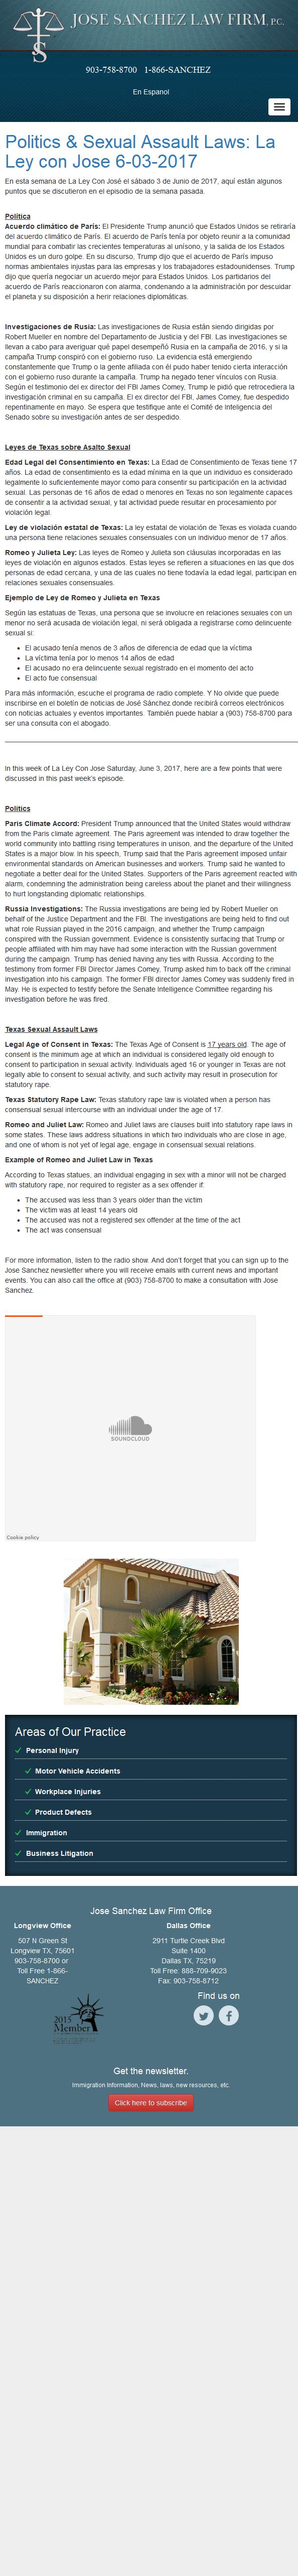 JOSE SANCHEZ LAW FIRM, P.C.
903-758-8700 1-866-SANCHEZ
En Espanol
Politics & Sexual Assault Laws: La
Ley con Jose 6-03-2017
En esta semana de La Ley Con José el sábado 3 de Junio de 2017, aquí están algunos
puntos que se discutieron en el episodio de la semana pasada.
Política
Acuerdo climático de París: El Presidente Trump anunció que Estados Unidos se retiraría
del acuerdo climático de París. El acuerdo de París tenía por objeto reunir a la comunidad
mundial para combatir las crecientes temperaturas al unísono, y la salida de los Estados
Unidos es un duro golpe. En su discurso, Trump dijo que el acuerdo de París impuso
normas ambientales injustas para las empresas y los trabajadores estadounidenses. Trump
dijo que quería negociar un acuerdo mejor para Estados Unidos. Los partidarios del
acuerdo de París reaccionaron con alarma, condenando a la administración por descuidar
el planeta y su disposición a herir relaciones diplomáticas.
Investigaciones de Rusia: Las investigaciones de Rusia están siendo dirigidas por
Robert Mueller en nombre del Departamento de Justicia y del FBI. Las investigaciones se
llevan a cabo para averiguar qué papel desempeñó Rusia en la campaña de 2016, y si la
campaña Trump conspiró con el gobierno ruso. La evidencia está emergiendo
constantemente que Trump o la gente afiliada con él pudo haber tenido cierta interacción
con el gobierno ruso durante la campaña. Trump ha negado tener vínculos con Rusia.
Según el testimonio del ex director del FBI James Comey, Trump le pidió que retrocediera la
investigación criminal en su campaña. El ex director del FBI, James Comey, fue despedido
repentinamente en mayo. Se espera que testifique ante el Comité de Inteligencia del
Senado sobre su investigación antes de ser despedido.
Leyes de Texas sobre Asalto Sexual
Edad Legal del Consentimiento en Texas: La Edad de Consentimiento de Texas tiene 17
años. La edad de consentimiento es la edad mínima en la que un individuo es considerado
legalmente lo suficientemente mayor como para consentir su participación en la actividad
sexual. Las personas de 16 años de edad o menores en Texas no son legalmente capaces
de consentir a la actividad sexual, y tal actividad puede resultar en procesamiento por
violación legal.
Ley de violación estatal de Texas: La ley estatal de violación de Texas es violada cuando
una persona tiene relaciones sexuales consensuales con un individuo menor de 17 años.
Romeo y Julieta Ley: Las leyes de Romeo y Julieta son cláusulas incorporadas en las
leyes de violación en algunos estados. Estas leyes se refieren a situaciones en las que dos
personas de edad cercana, y una de las cuales no tiene todavía la edad legal, participan en
relaciones sexuales consensuales.
Ejemplo de Ley de Romeo y Julieta en Texas
Según las estatuas de Texas, una persona que se involucre en relaciones sexuales con un
menor no será acusada de violación legal, ni será obligada a registrarse como delincuente
sexual si:
El acusado tenía menos de 3 años de diferencia de edad que la víctima
La víctima tenía por lo menos 14 años de edad
El acusado no era delincuente sexual registrado en el momento del acto
El acto fue consensual
Para más información, escuche el programa de radio completo. Y No olvide que puede
inscribirse en el boletín de noticias de José Sánchez donde recibirá correos electrónicos
con noticias actuales y eventos importantes. También puede hablar a (903) 758-8700 para
ser una consulta con el abogado.
In this week of La Ley Con Jose Saturday, June 3, 2017, here are a few points that were
discussed in this past week's episode.
Politics
Paris Climate Accord: President Trump announced that the United States would withdraw
from the Paris climate agreement. The Paris agreement was intended to draw together the
world community into battling rising temperatures in unison, and the departure of the United
States is a major blow. In his speech, Trump said that the Paris agreement imposed unfair
environmental standards on American businesses and workers. Trump said he wanted to
negotiate a better deal for the United States. Supporters of the Paris agreement reacted with
alarm, condemning the administration being careless about the planet and their willingness
to hurt longstanding diplomatic relationships.
Russia Investigations: The Russia investigations are being led by Robert Mueller on
behalf of the Justice Department and the FBI. The investigations are being held to find out
what role Russian played in the 2016 campaign, and whether the Trump campaign
conspired with the Russian government. Evidence is consistently surfacing that Trump or
people affiliated with him may have had some interaction with the Russian government
during the campaign. Trump has denied having any ties with Russia. According to the
testimony from former FBI Director James Comey, Trump asked him to back off the criminal
investigation into his campaign. The former FBI director James Comey was suddenly fired in
May. He is expected to testify before the Senate Intelligence Committee regarding his
investigation before he was fired.
Texas Sexual Assault Laws
Legal Age of Consent in Texas: The Texas Age of Consent is 17 years old. The age of
consent is the minimum age at which an individual is considered legally old enough to
consent to participation in sexual activity. Individuals aged 16 or younger in Texas are not
legally able to consent to sexual activity, and such activity may result in prosecution for
statutory rape.
Texas Statutory Rape Law: Texas statutory rape law is violated when a person has
consensual sexual intercourse with an individual under the age of 17.
Romeo and Juliet Law: Romeo and Juliet laws are clauses built into statutory rape laws in
some states. These laws address situations in which two individuals who are close in age,
and one of whom is not yet of legal age, engage in consensual sexual relations.
Example of Romeo and Juliet Law in Texas
According to Texas statues, an individual engaging in sex with a minor will not be charged
with statutory rape, nor required to register as a sex offender if:
The accused was less than 3 years older than the victim
The victim was at least 14 years old
The accused was not a registered sex offender at the time of the act
The act was consensual
For more information, listen to the radio show. And don't forget that you can sign up to the
Jose Sanchez newsletter where you will receive emails with current news and important
events. You can also call the office at (903) 758-8700 to make a consultation with Jose
Sanchez.
SOUNDCLOUD
Cookie policy
Areas of Our Practice
Personal Injury
Motor Vehicle Accidents
Workplace Injuries
Product Defects
Immigration
Business Litigation
Jose Sanchez Law Firm Office
Longview Office
507 N Green St
Longview TX, 75601
903-758-8700 or
Toll Free 1-866-
SANCHEZ
Dallas Office
2911 Turtle Creek Blvd
Suite 1400
Dallas TX, 75219
Toll Free: 888-709-9023
Fax: 903-758-8712
Find us on
2015
Member
Get the newsletter.
Immigration Information, News, laws, new resources, etc.
Click here to subscribe